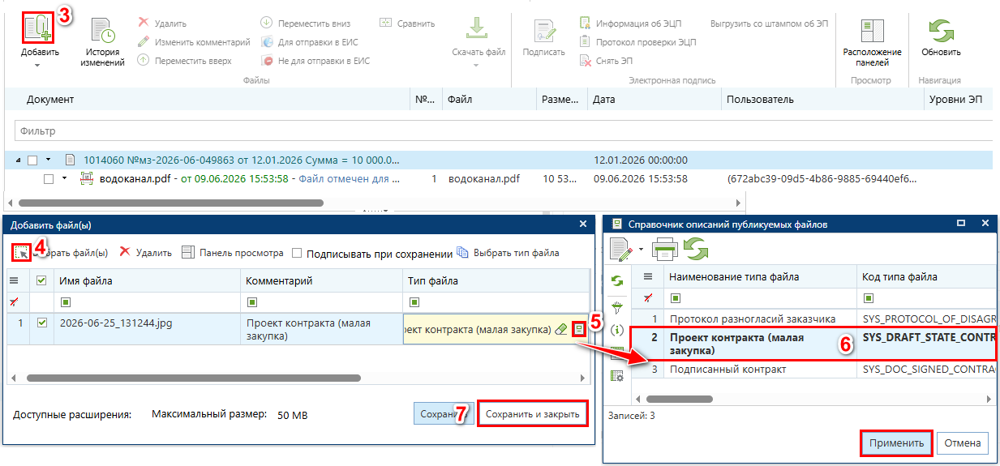 3
Добавить
История изменений
Удалить
Изменить комментарий
Переместить вверх
Переместить вниз
Для отправки в ЕИС
Не для отправки в ЕИС
Сравнить
Скачать файл
Файлы
Подписать
Информация об ЭЦП
Протокол проверки ЭЦП
Снять ЭП
Выгрузить со штампом об ЭП
Электронная подпись
Расположение панелей
Просмотр
Обновить
Навигация
Документ №... Файл Разме... Дата Пользователь Уровни ЭП
Фильтр
1014060 №мз-2026-06-049863 от 12.01.2026 Сумма = 10 000.0... 12.01.2026 00:00:00
водоканал.pdf - от 09.06.2026 15:53:58 - Файл отмечен для ... 1 водоканал.pdf 10 53... 09.06.2026 15:53:58 (672abc39-09d5-4b86-9885-69440ef6...
Добавить файл(ы)
4
брать файл(ы) Удалить Панель просмотра Подписывать при сохранении Выбрать тип файла
Имя файла Комментарий Тип файла
1 2026-06-25_131244.jpg Проект контракта (малая закупка) ект контракта (малая закупка)
5
Доступные расширения: Максимальный размер: 50 MB
Сохрани
7
Сохранить и закрыть
Справочник описаний публикуемых файлов
Наименование типа файла Код типа файла
1 Протокол разногласий заказчика SYS_PROTOCOL_OF_DISAGR
2 Проект контракта (малая закупка) SYS_DRAFT_STATE_CONTR
6
3 Подписанный контракт SYS_DOC_SIGNED_CONTRA
Записей: 3
Применить Отмена